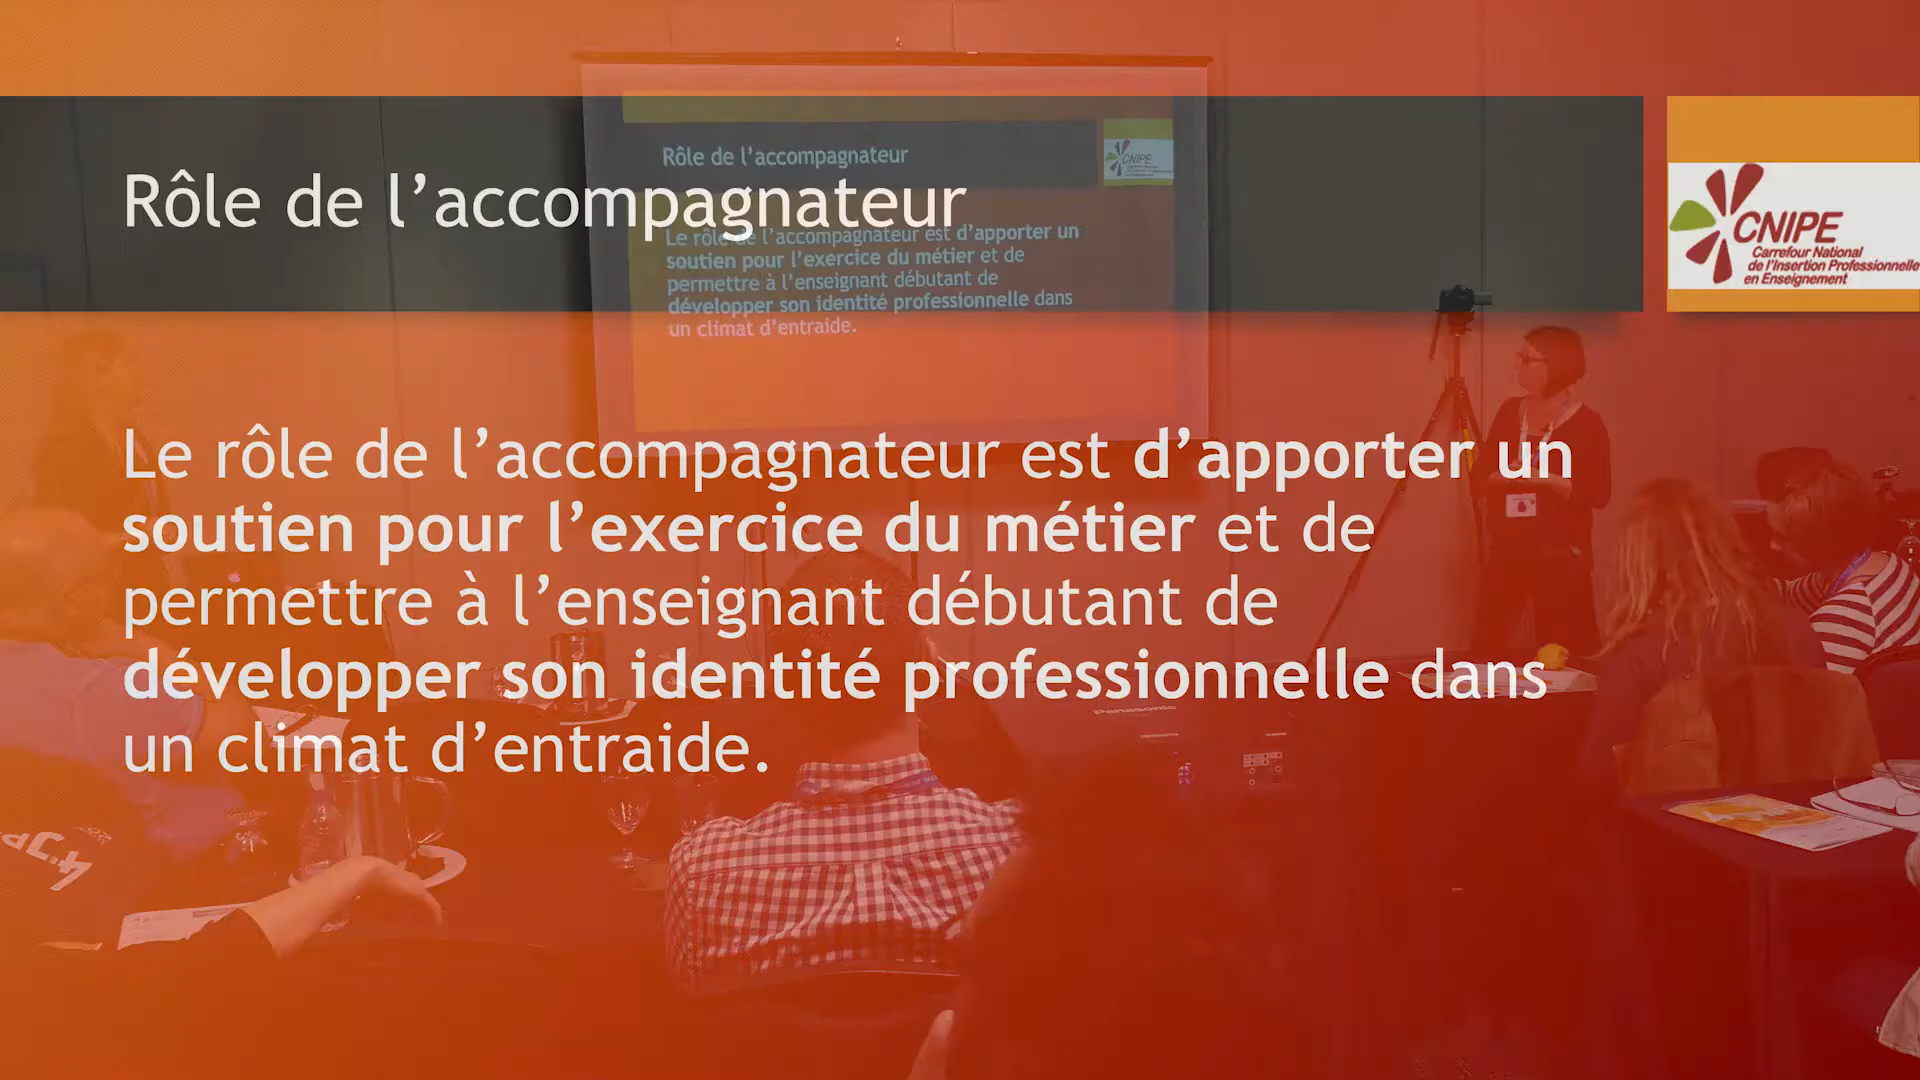 Rôle de l’accompagnateur
Le rôle de l’accompagnateur est d’apporter un
soutien pour l’exercice du métier et de
permettre à l’enseignant débutant de
développer son identité professionnelle dans
un climat d’entraide.
CNIPE
Carrefour National
de l’Insertion Professionnelle
en Enseignement
Rôle de l’accompagnateur
CNIPE
Le rôle de l’accompagnateur est d’apporter un
soutien pour l’exercice du métier et de
permettre à l’enseignant débutant de
développer son identité professionnelle dans
un climat d’entraide.
Panasonic